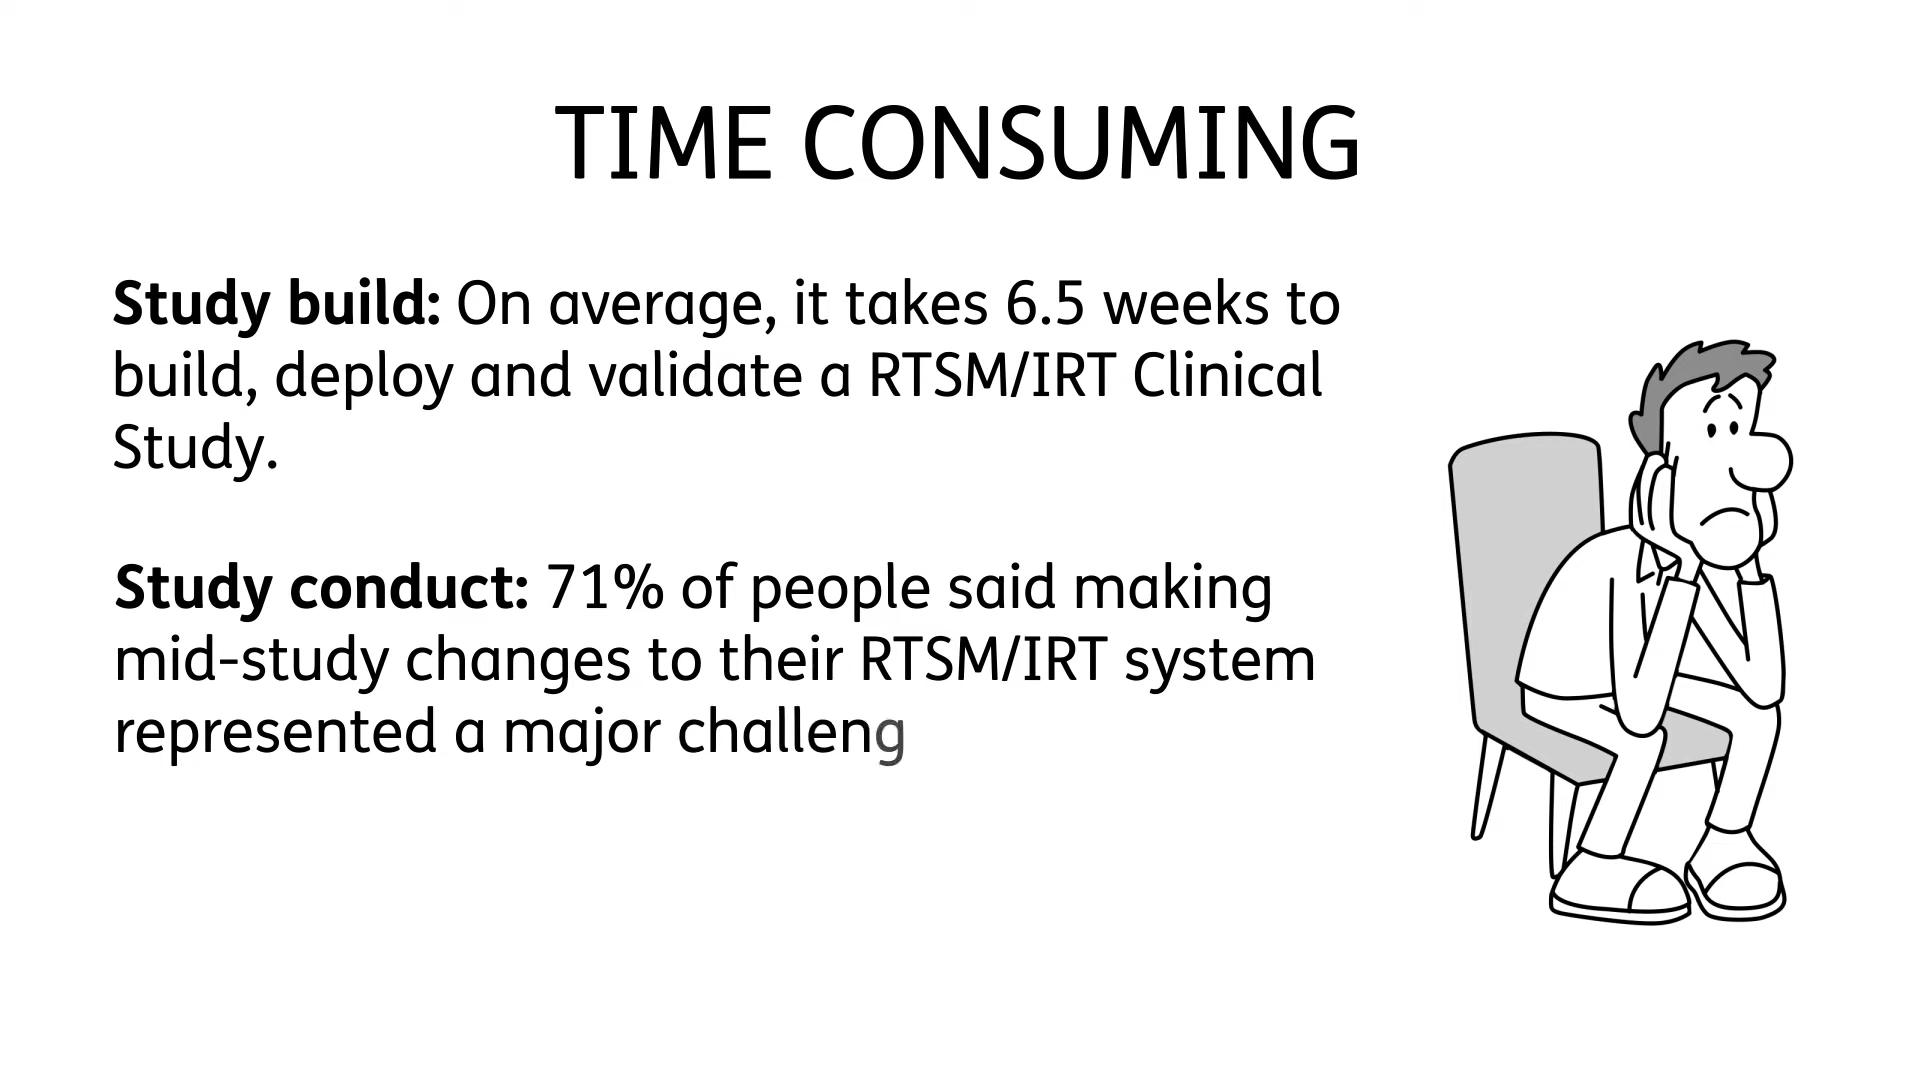 TIME CONSUMING
Study build: On average, it takes 6.5 weeks to
build, deploy and validate a RTSM/IRT Clinical
Study.
Study conduct: 71% of people said making
mid-study changes to their RTSM/IRT system
represented a major challeng